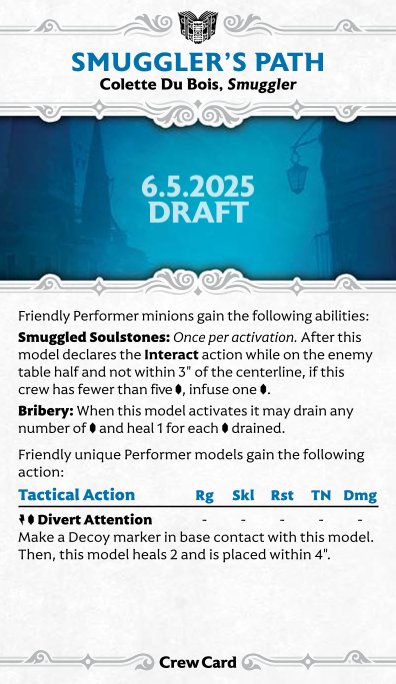 SMUGGLER'S PATH
Colette Du Bois, Smuggler
6.5.2025
DRAFT
Friendly Performer minions gain the following abilities:
Smuggled Soulstones: Once per activation. After this
model declares the Interact action while on the enemy
table half and not within 3" of the centerline, if this
crew has fewer than five , infuse one .
Bribery: When this model activates it may drain any
number of and heal 1 for each drained.
Friendly unique Performer models gain the following
action:
Tactical Action Rg Skl Rst TN Dmg
Divert Attention - - - - -
Make a Decoy marker in base contact with this model.
Then, this model heals 2 and is placed within 4".
Crew Card